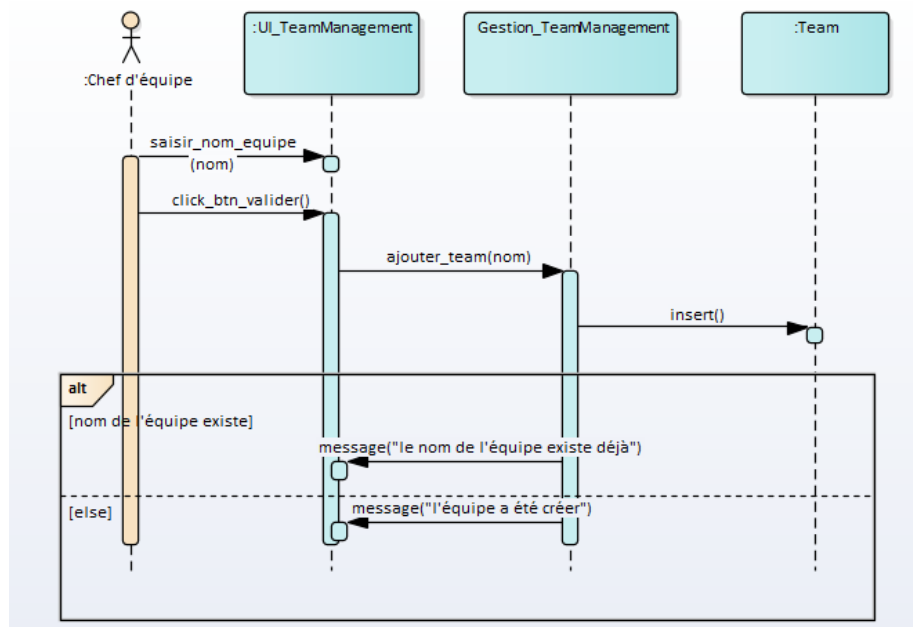 :UI_TeamManagement
Gestion_TeamManagement
:Team
:Chef d'équipe
saisir_nom_equipe
(nom)
click_btn_valider()
ajouter_team(nom)
insert()
alt
[nom de l'équipe existe]
message("le nom de l'équipe existe déjà")
[else]
message("l'équipe a été créer")